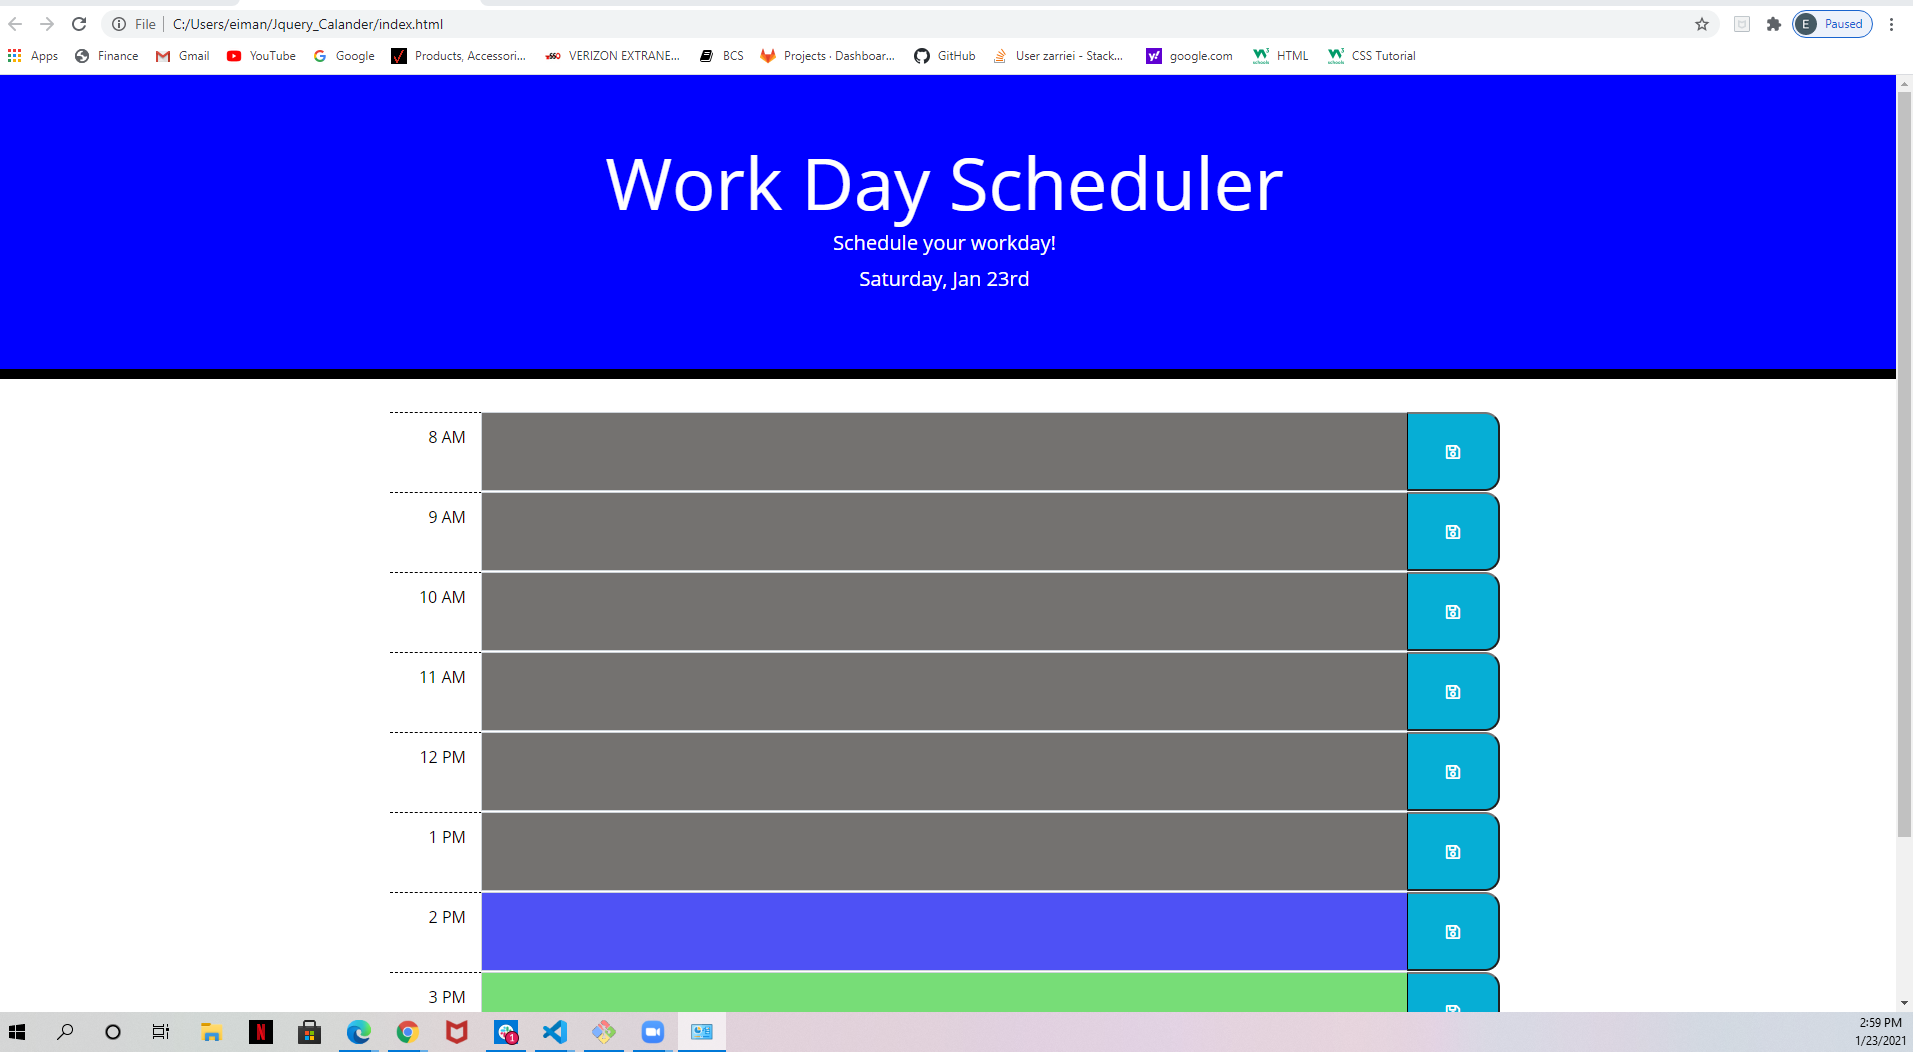 File C:/Users/eiman/Jquery_Calander/index.html
E Paused
Apps Finance Gmail YouTube Google Products, Accessori... VERIZON EXTRANE... BCS Projects · Dashboar... GitHub User zarriei - Stack... google.com HTML CSS Tutorial
Work Day Scheduler
Schedule your workday!
Saturday, Jan 23rd
8 AM
9 AM
10 AM
11 AM
12 PM
1 PM
2 PM
3 PM
2:59 PM
1/23/2021